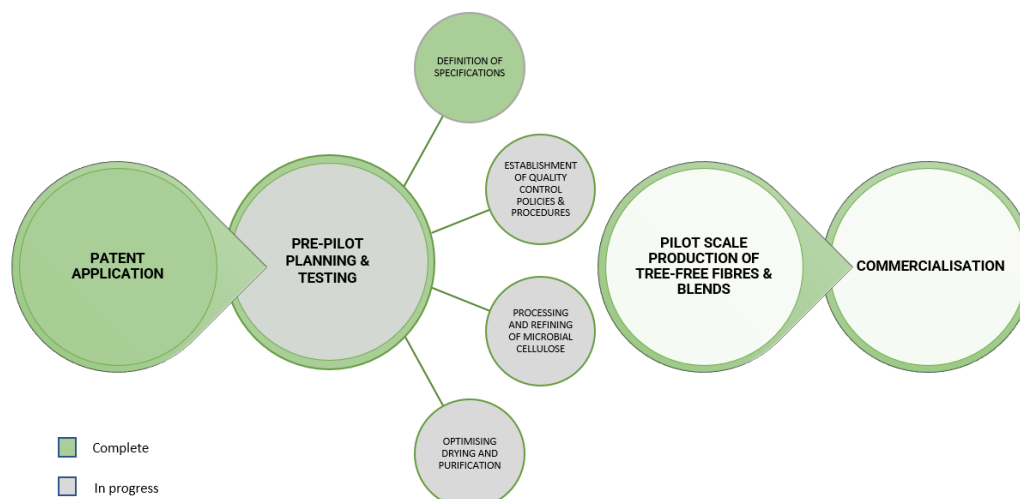 PATENT
APPLICATION
PRE-PILOT
PLANNING &
TESTING
DEFINITION OF
SPECIFICATIONS
ESTABLISHMENT
OF QUALITY
CONTROL
POLICIES &
PROCEDURES
PROCESSING
AND REFINING
OF MICROBIAL
CELLULOSE
OPTIMISING
DRYING AND
PURIFICATION
PILOT SCALE
PRODUCTION OF
TREE-FREE FIBRES &
BLENDS
COMMERCIALISATION
Complete
In progress